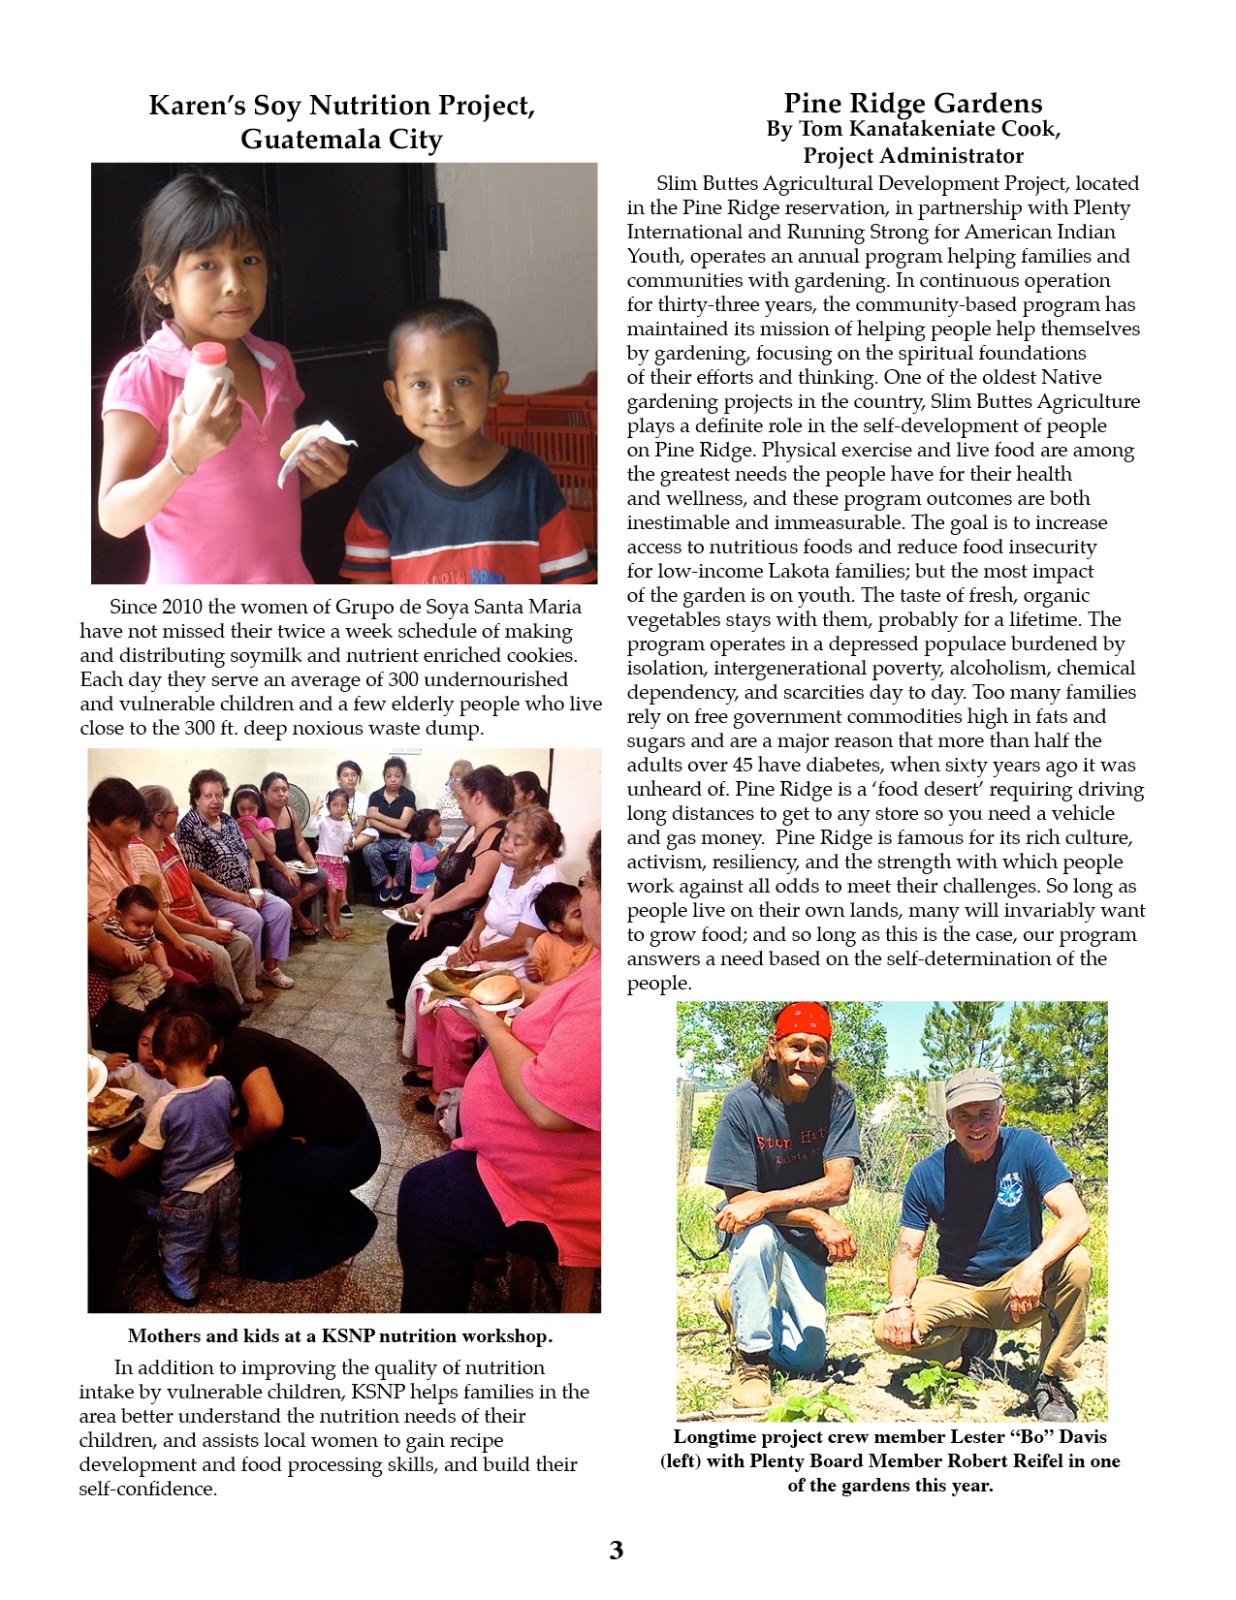 Karen's Soy Nutrition Project,
Guatemala City
Since 2010 the women of Grupo de Soya Santa Maria
have not missed their twice a week schedule of making
and distributing soymilk and nutrient enriched cookies.
Each day they serve an average of 300 undernourished
and vulnerable children and a few elderly people who live
close to the 300 ft. deep noxious waste dump.
Mothers and kids at a KSNP nutrition workshop.
In addition to improving the quality of nutrition
intake by vulnerable children, KSNP helps families in the
area better understand the nutrition needs of their
children, and assists local women to gain recipe
development and food processing skills, and build their
self-confidence.
Pine Ridge Gardens
By Tom Kanatakeniate Cook,
Project Administrator
Slim Buttes Agricultural Development Project, located
in the Pine Ridge reservation, in partnership with Plenty
International and Running Strong for American Indian
Youth, operates an annual program helping families and
communities with gardening. In continuous operation
for thirty-three years, the community-based program has
maintained its mission of helping people help themselves
by gardening, focusing on the spiritual foundations
of their efforts and thinking. One of the oldest Native
gardening projects in the country, Slim Buttes Agriculture
plays a definite role in the self-development of people
on Pine Ridge. Physical exercise and live food are among
the greatest needs the people have for their health
and wellness, and these program outcomes are both
inestimable and immeasurable. The goal is to increase
access to nutritious foods and reduce food insecurity
for low-income Lakota families; but the most impact
of the garden is on youth. The taste of fresh, organic
vegetables stays with them, probably for a lifetime. The
program operates in a depressed populace burdened by
isolation, intergenerational poverty, alcoholism, chemical
dependency, and scarcities day to day. Too many families
rely on free government commodities high in fats and
sugars and are a major reason that more than half the
adults over 45 have diabetes, when sixty years ago it was
unheard of. Pine Ridge is a 'food desert' requiring driving
long distances to get to any store so you need a vehicle
and gas money. Pine Ridge is famous for its rich culture,
activism, resiliency, and the strength with which people
work against all odds to meet their challenges. So long as
people live on their own lands, many will invariably want
to grow food; and so long as this is the case, our program
answers a need based on the self-determination of the
people.
Longtime project crew member Lester "Bo" Davis
(left) with Plenty Board Member Robert Reifel in one
of the gardens this year.
3